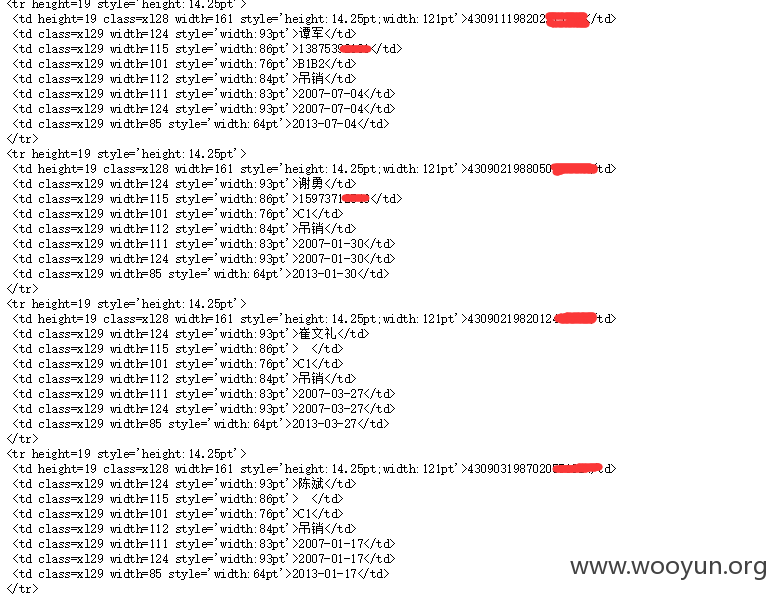 <tr height=19 style='height:14.25pt'>
<td height=19 class=xl28 width=161 style='height:14.25pt;width:121pt'>430911198202</td>
<td class=xl29 width=124 style='width:93pt'>谭军</td>
<td class=xl29 width=115 style='width:86pt'>1387539</td>
<td class=xl29 width=101 style='width:76pt'>B1B2</td>
<td class=xl29 width=112 style='width:84pt'>吊销</td>
<td class=xl29 width=111 style='width:83pt'>2007-07-04</td>
<td class=xl29 width=124 style='width:93pt'>2007-07-04</td>
<td class=xl29 width=85 style='width:64pt'>2013-07-04</td>
</tr>
<tr height=19 style='height:14.25pt'>
<td height=19 class=xl28 width=161 style='height:14.25pt;width:121pt'>4309021988050/td>
<td class=xl29 width=124 style='width:93pt'>谢勇</td>
<td class=xl29 width=115 style='width:86pt'>1597371</td>
<td class=xl29 width=101 style='width:76pt'>C1</td>
<td class=xl29 width=112 style='width:84pt'>吊销</td>
<td class=xl29 width=111 style='width:83pt'>2007-01-30</td>
<td class=xl29 width=124 style='width:93pt'>2007-01-30</td>
<td class=xl29 width=85 style='width:64pt'>2013-01-30</td>
</tr>
<tr height=19 style='height:14.25pt'>
<td height=19 class=xl28 width=161 style='height:14.25pt;width:121pt'>43090219820124td>
<td class=xl29 width=124 style='width:93pt'>崔文礼</td>
<td class=xl29 width=115 style='width:86pt'>　</td>
<td class=xl29 width=101 style='width:76pt'>C1</td>
<td class=xl29 width=112 style='width:84pt'>吊销</td>
<td class=xl29 width=111 style='width:83pt'>2007-03-27</td>
<td class=xl29 width=124 style='width:93pt'>2007-03-27</td>
<td class=xl29 width=85 style='width:64pt'>2013-03-27</td>
</tr>
<tr height=19 style='height:14.25pt'>
<td height=19 class=xl28 width=161 style='height:14.25pt;width:121pt'>4309031987020</td>
<td class=xl29 width=124 style='width:93pt'>陈斌</td>
<td class=xl29 width=115 style='width:86pt'>　</td>
<td class=xl29 width=101 style='width:76pt'>C1</td>
<td class=xl29 width=112 style='width:84pt'>吊销</td>
<td class=xl29 width=111 style='width:83pt'>2007-01-17</td>
<td class=xl29 width=124 style='width:93pt'>2007-01-17</td>
<td class=xl29 width=85 style='width:64pt'>2013-01-17</td>
</tr>
www.wooyun.org